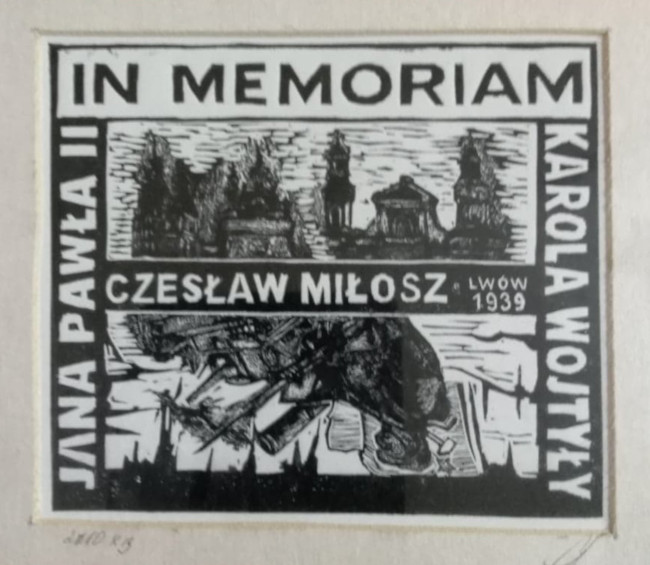 IN MEMORIAM
JANA PAWŁA II
KAROLA WOJTYŁY
CZESŁAW MIŁOSZ
LWÓW
1939